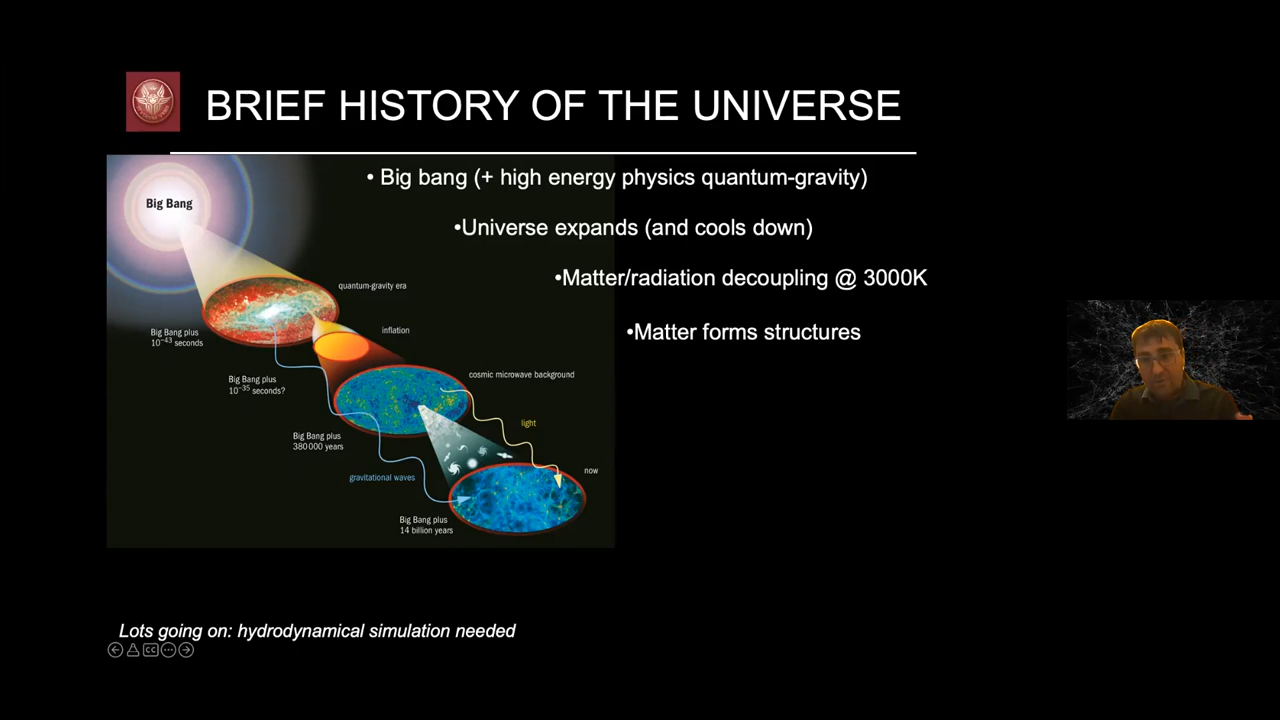 BRIEF HISTORY OF THE UNIVERSE
• Big bang (+ high energy physics quantum-gravity)
•Universe expands (and cools down)
•Matter/radiation decoupling @ 3000K
•Matter forms structures
Big Bang
quantum-gravity era
Big Bang plus
10⁻⁴³ seconds
inflation
Big Bang plus
10⁻³⁵ seconds?
cosmic microwave background
Big Bang plus
380 000 years
light
gravitational waves
now
Big Bang plus
14 billion years
Lots going on: hydrodynamical simulation needed
CC